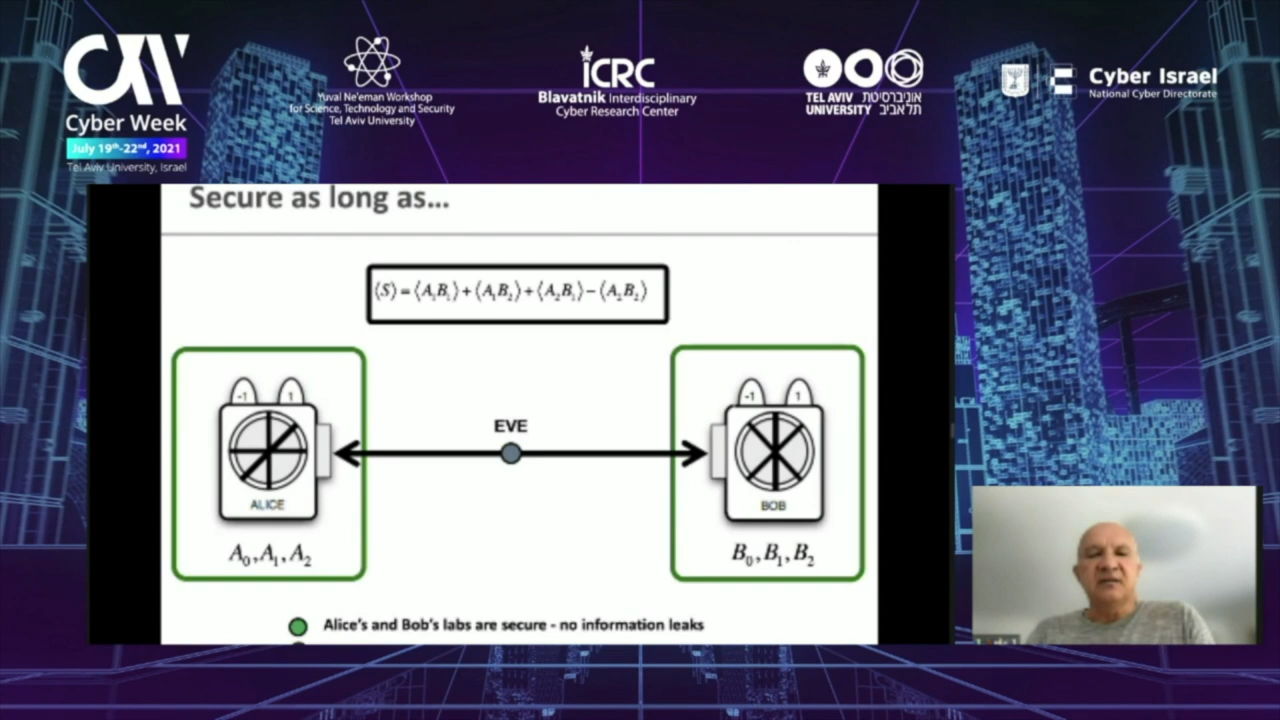 Cyber Week
July 19th-22nd, 2021
Tel Aviv University, Israel
Yuval Ne'eman Workshop
for Science, Technology and Security
Tel Aviv University
iCRC
Blavatnik Interdisciplinary
Cyber Research Center
TEL AVIV אוניברסיטת
UNIVERSITY תל אביב
Cyber Israel
National Cyber Directorate
Secure as long as...
⟨S⟩ = ⟨A₁B₁⟩ + ⟨A₁B₂⟩ + ⟨A₂B₁⟩ − ⟨A₂B₂⟩
EVE
-1 1
-1 1
ALICE
BOB
A₀, A₁, A₂
B₀, B₁, B₂
Alice's and Bob's labs are secure - no information leaks